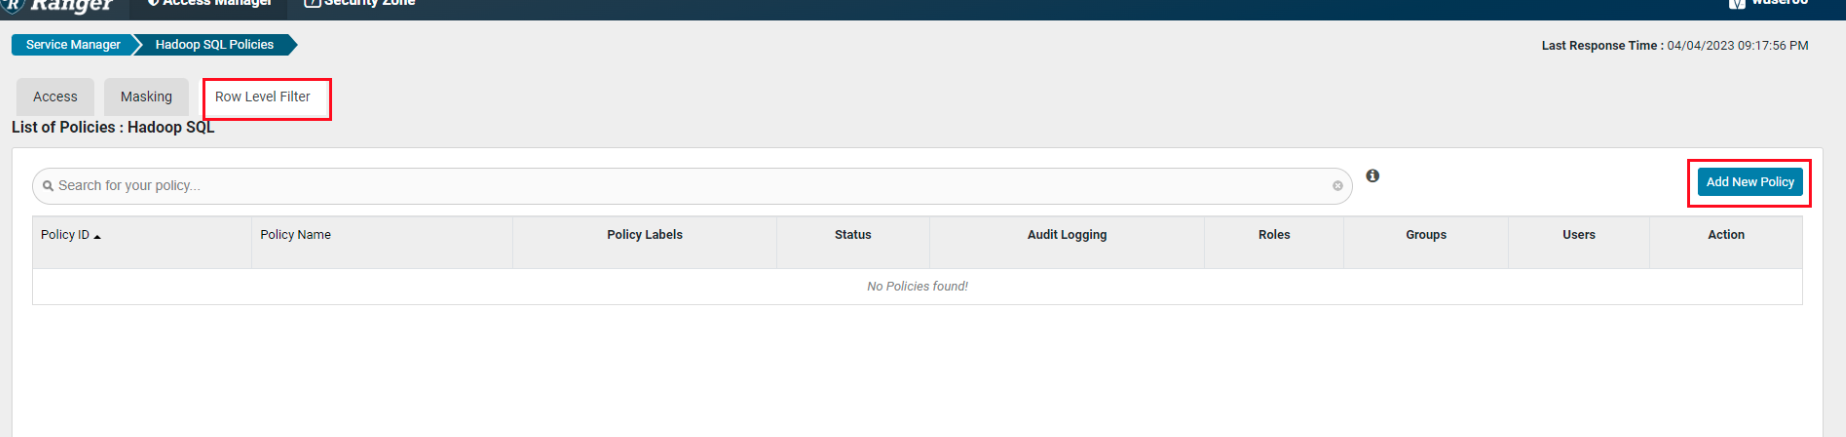 Ranger Access Manager Security Zone
Service Manager Hadoop SQL Policies Last Response Time : 04/04/2023 09:17:56 PM
Access Masking Row Level Filter
List of Policies : Hadoop SQL
Search for your policy... Add New Policy
Policy ID Policy Name Policy Labels Status Audit Logging Roles Groups Users Action
No Policies found!